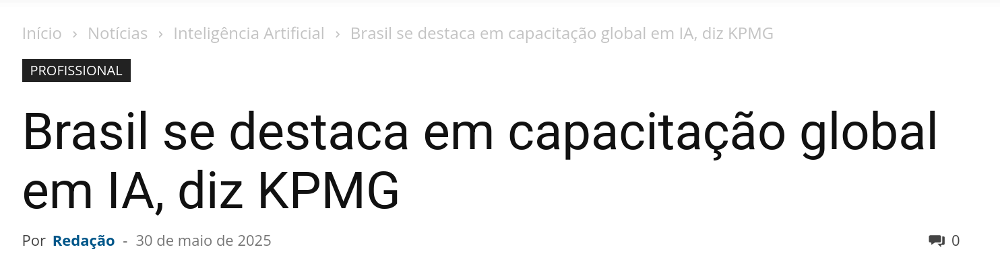 Início › Notícias › Inteligência Artificial › Brasil se destaca em capacitação global em IA, diz KPMG
PROFISSIONAL
Brasil se destaca em capacitação global
em IA, diz KPMG
Por Redação - 30 de maio de 2025 0